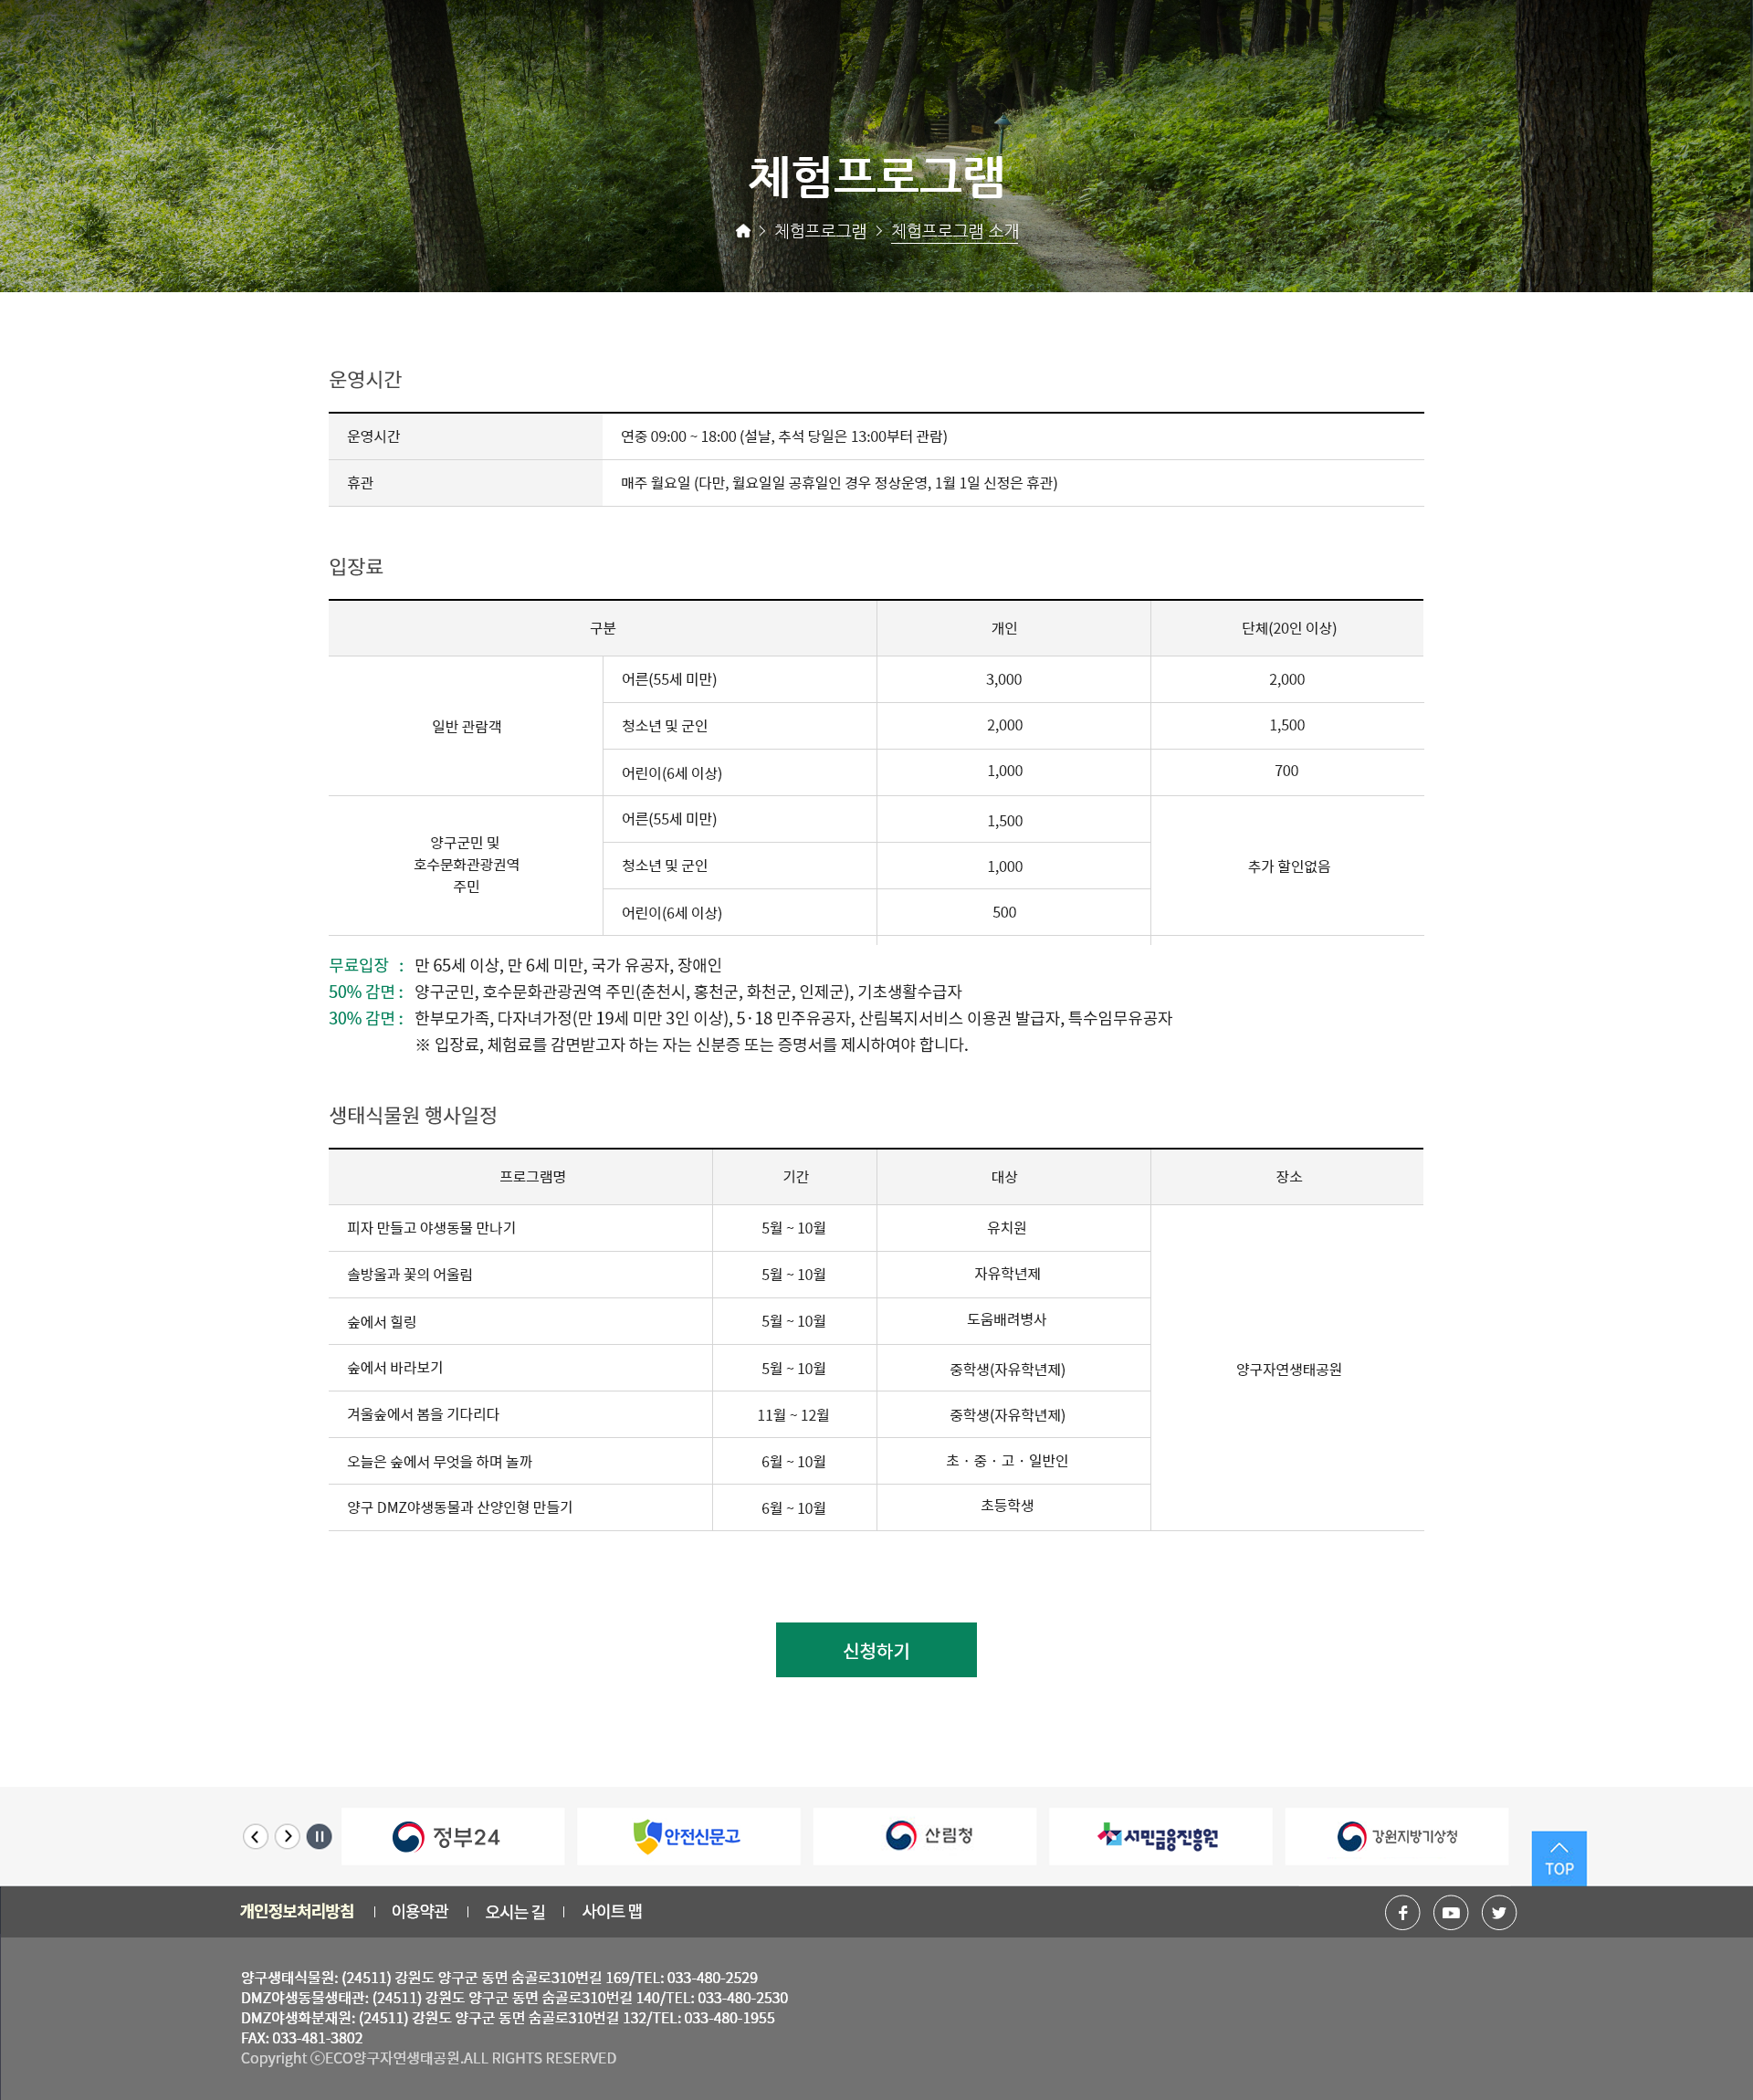 체험프로그램
체험프로그램 체험프로그램 소개
운영시간
운영시간 연중 09:00 ~ 18:00 (설날, 추석 당일은 13:00부터 관람)
휴관 매주 월요일 (다만, 월요일일 공휴일인 경우 정상운영, 1월 1일 신정은 휴관)
입장료
구분 개인 단체(20인 이상)
일반 관람객
어른(55세 미만) 3,000 2,000
청소년 및 군인 2,000 1,500
어린이(6세 이상) 1,000 700
양구군민 및
호수문화관광권역
주민
어른(55세 미만) 1,500
청소년 및 군인 1,000 추가 할인없음
어린이(6세 이상) 500
무료입장 : 만 65세 이상, 만 6세 미만, 국가 유공자, 장애인
50% 감면 : 양구군민, 호수문화관광권역 주민(춘천시, 홍천군, 화천군, 인제군), 기초생활수급자
30% 감면 : 한부모가족, 다자녀가정(만 19세 미만 3인 이상), 5·18 민주유공자, 산림복지서비스 이용권 발급자, 특수임무유공자
※ 입장료, 체험료를 감면받고자 하는 자는 신분증 또는 증명서를 제시하여야 합니다.
생태식물원 행사일정
프로그램명 기간 대상 장소
피자 만들고 야생동물 만나기 5월 ~ 10월 유치원
솔방울과 꽃의 어울림 5월 ~ 10월 자유학년제
숲에서 힐링 5월 ~ 10월 도움배려병사
숲에서 바라보기 5월 ~ 10월 중학생(자유학년제) 양구자연생태공원
겨울숲에서 봄을 기다리다 11월 ~ 12월 중학생(자유학년제)
오늘은 숲에서 무엇을 하며 놀까 6월 ~ 10월 초 · 중 · 고 · 일반인
양구 DMZ야생동물과 산양인형 만들기 6월 ~ 10월 초등학생
신청하기
정부24 안전신문고 산림청 서민금융진흥원 강원지방기상청
TOP
개인정보처리방침 이용약관 오시는 길 사이트 맵
양구생태식물원: (24511) 강원도 양구군 동면 숨골로310번길 169/TEL: 033-480-2529
DMZ야생동물생태관: (24511) 강원도 양구군 동면 숨골로310번길 140/TEL: 033-480-2530
DMZ야생화분재원: (24511) 강원도 양구군 동면 숨골로310번길 132/TEL: 033-480-1955
FAX: 033-481-3802
Copyright ⓒECO양구자연생태공원.ALL RIGHTS RESERVED